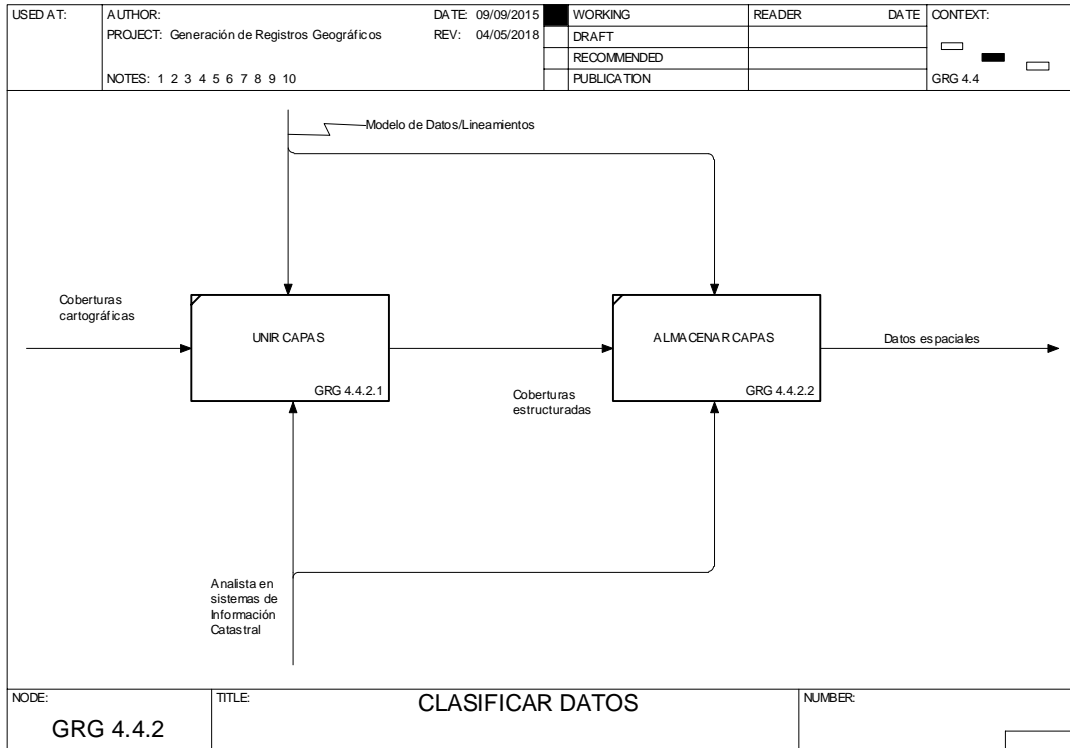 USED AT:
AUTHOR:
DATE: 09/09/2015
PROJECT: Generación de Registros Geográficos
REV: 04/05/2018
NOTES: 1 2 3 4 5 6 7 8 9 10
WORKING
DRAFT
RECOMMENDED
PUBLICATION
READER DATE
CONTEXT:
GRG 4.4
Modelo de Datos/Lineamientos
Coberturas
cartográficas
UNIR CAPAS
GRG 4.4.2.1
Coberturas
estructuradas
ALMACENAR CAPAS
GRG 4.4.2.2
Datos espaciales
Analista en
sistemas de
Información
Catastral
NODE:
GRG 4.4.2
TITLE:
CLASIFICAR DATOS
NUMBER: